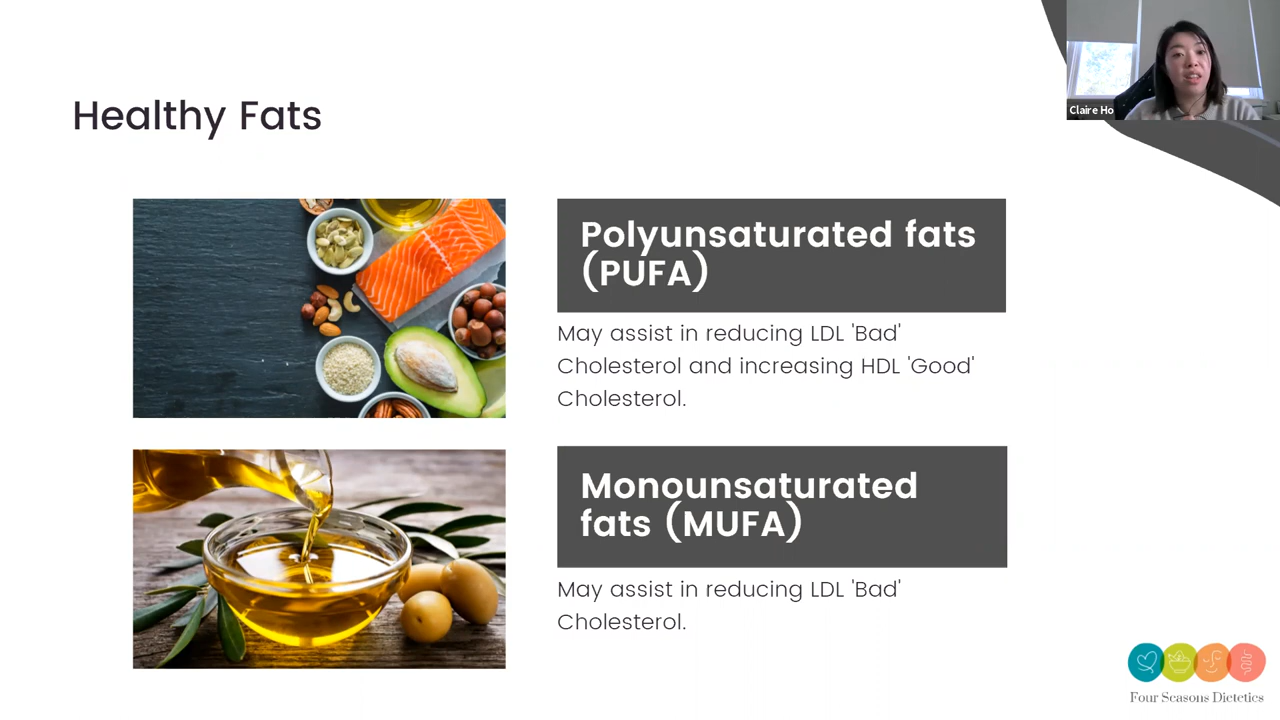 Healthy Fats
Claire Ho
Polyunsaturated fats
(PUFA)
May assist in reducing LDL 'Bad'
Cholesterol and increasing HDL 'Good'
Cholesterol.
Monounsaturated
fats (MUFA)
May assist in reducing LDL 'Bad'
Cholesterol.
Four Seasons Dietetics